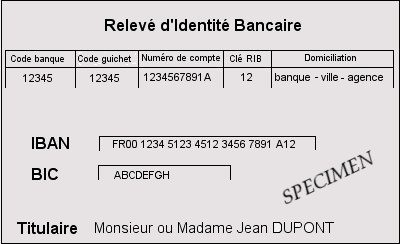 Relevé d'Identité Bancaire
Code banque Code guichet Numéro de compte Clé RIB Domiciliation
12345 12345 1234567891A 12 banque - ville - agence
IBAN FR00 1234 5123 4512 3456 7891 A12
BIC ABCDEFGH
SPECIMEN
Titulaire Monsieur ou Madame Jean DUPONT